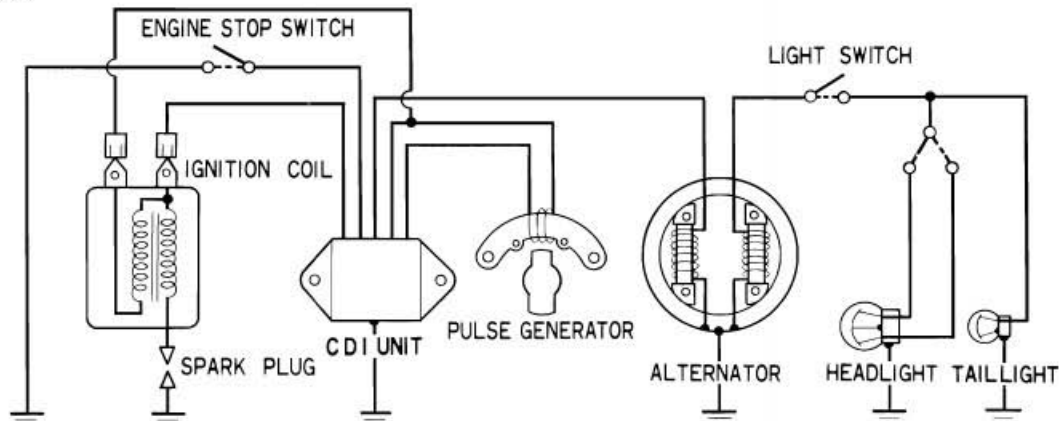 ENGINE STOP SWITCH
LIGHT SWITCH
IGNITION COIL
PULSE GENERATOR
CDI UNIT
SPARK PLUG
ALTERNATOR
HEADLIGHT
TAILLIGHT